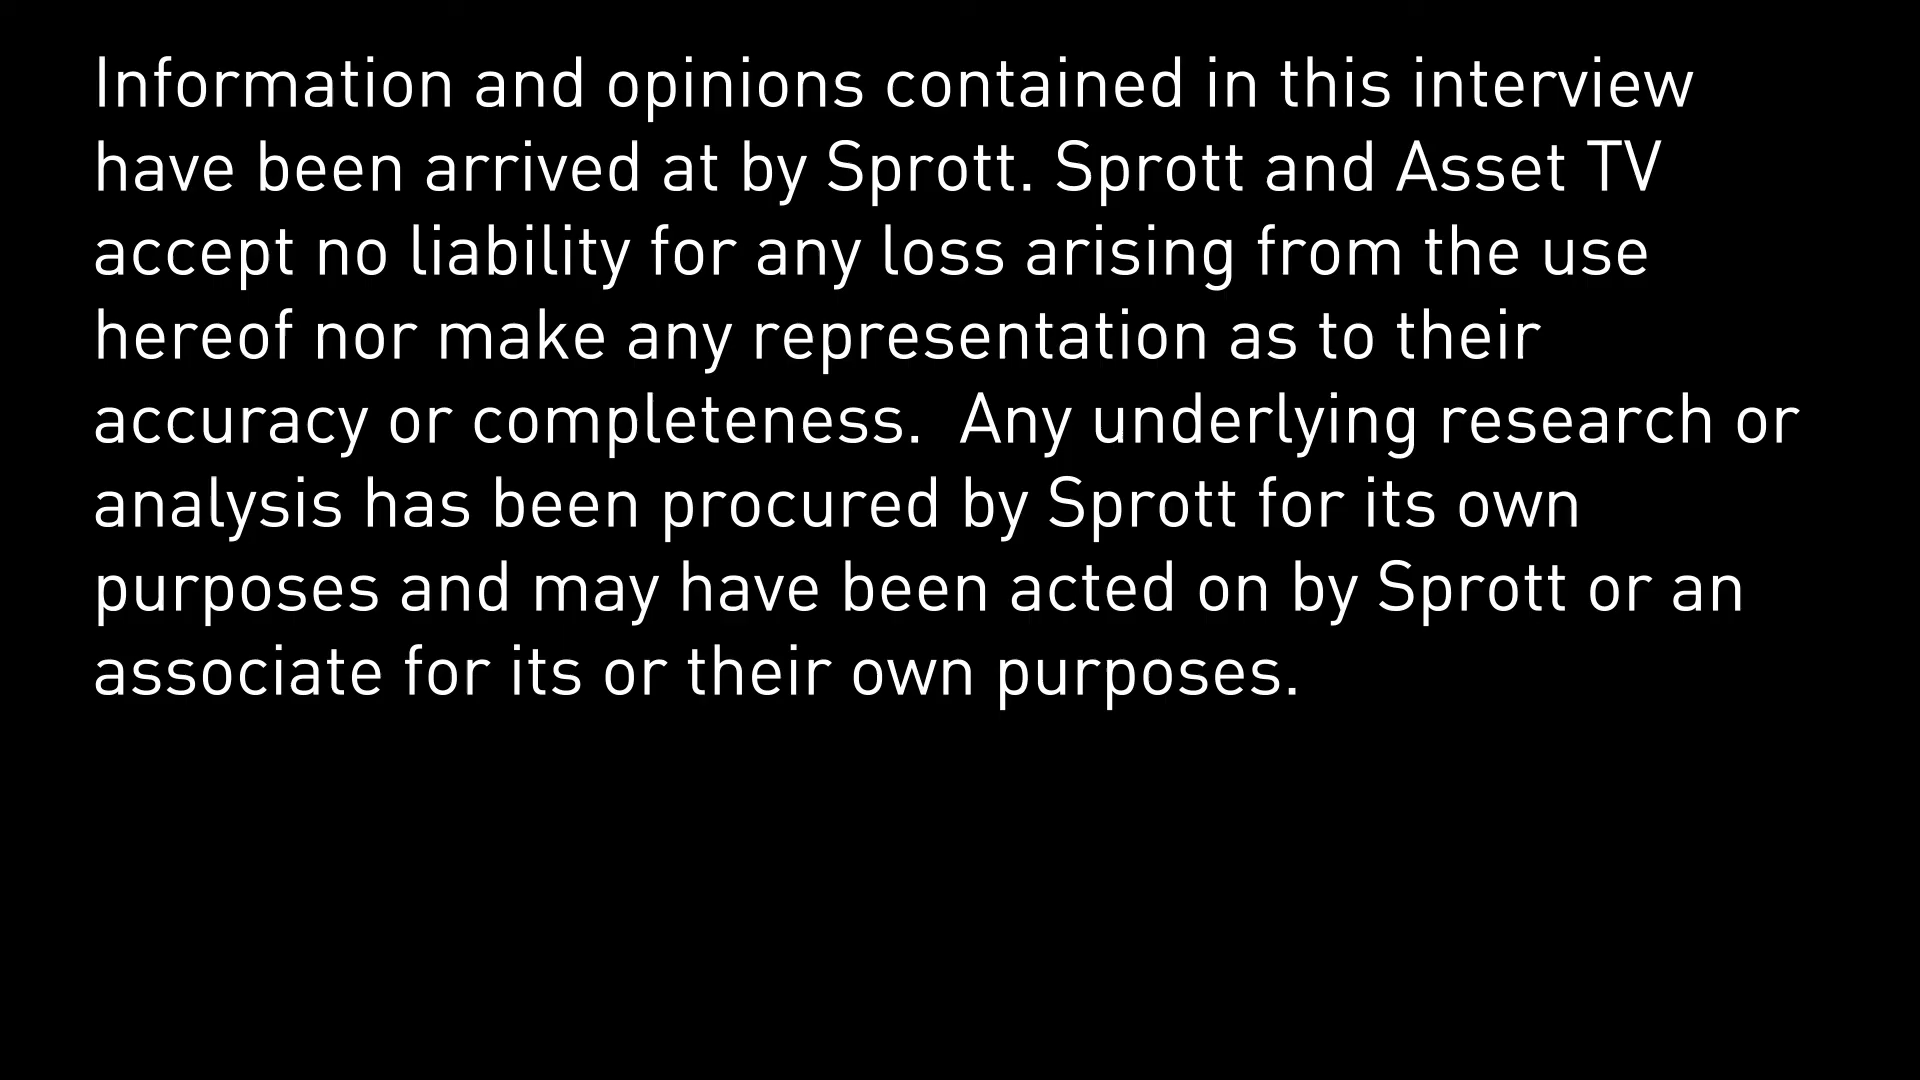 Information and opinions contained in this interview
have been arrived at by Sprott. Sprott and Asset TV
accept no liability for any loss arising from the use
hereof nor make any representation as to their
accuracy or completeness.  Any underlying research or
analysis has been procured by Sprott for its own
purposes and may have been acted on by Sprott or an
associate for its or their own purposes.